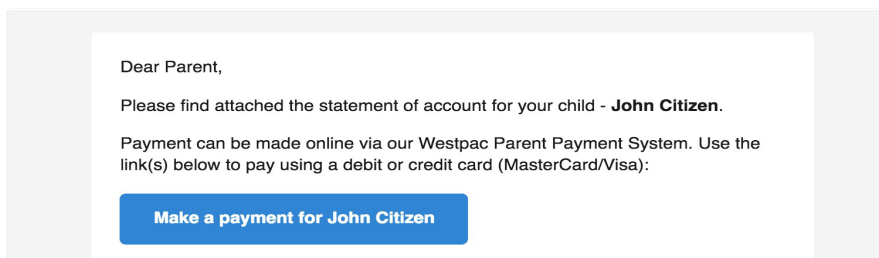 Dear Parent,
Please find attached the statement of account for your child - John Citizen.
Payment can be made online via our Westpac Parent Payment System. Use the
link(s) below to pay using a debit or credit card (MasterCard/Visa):
Make a payment for John Citizen